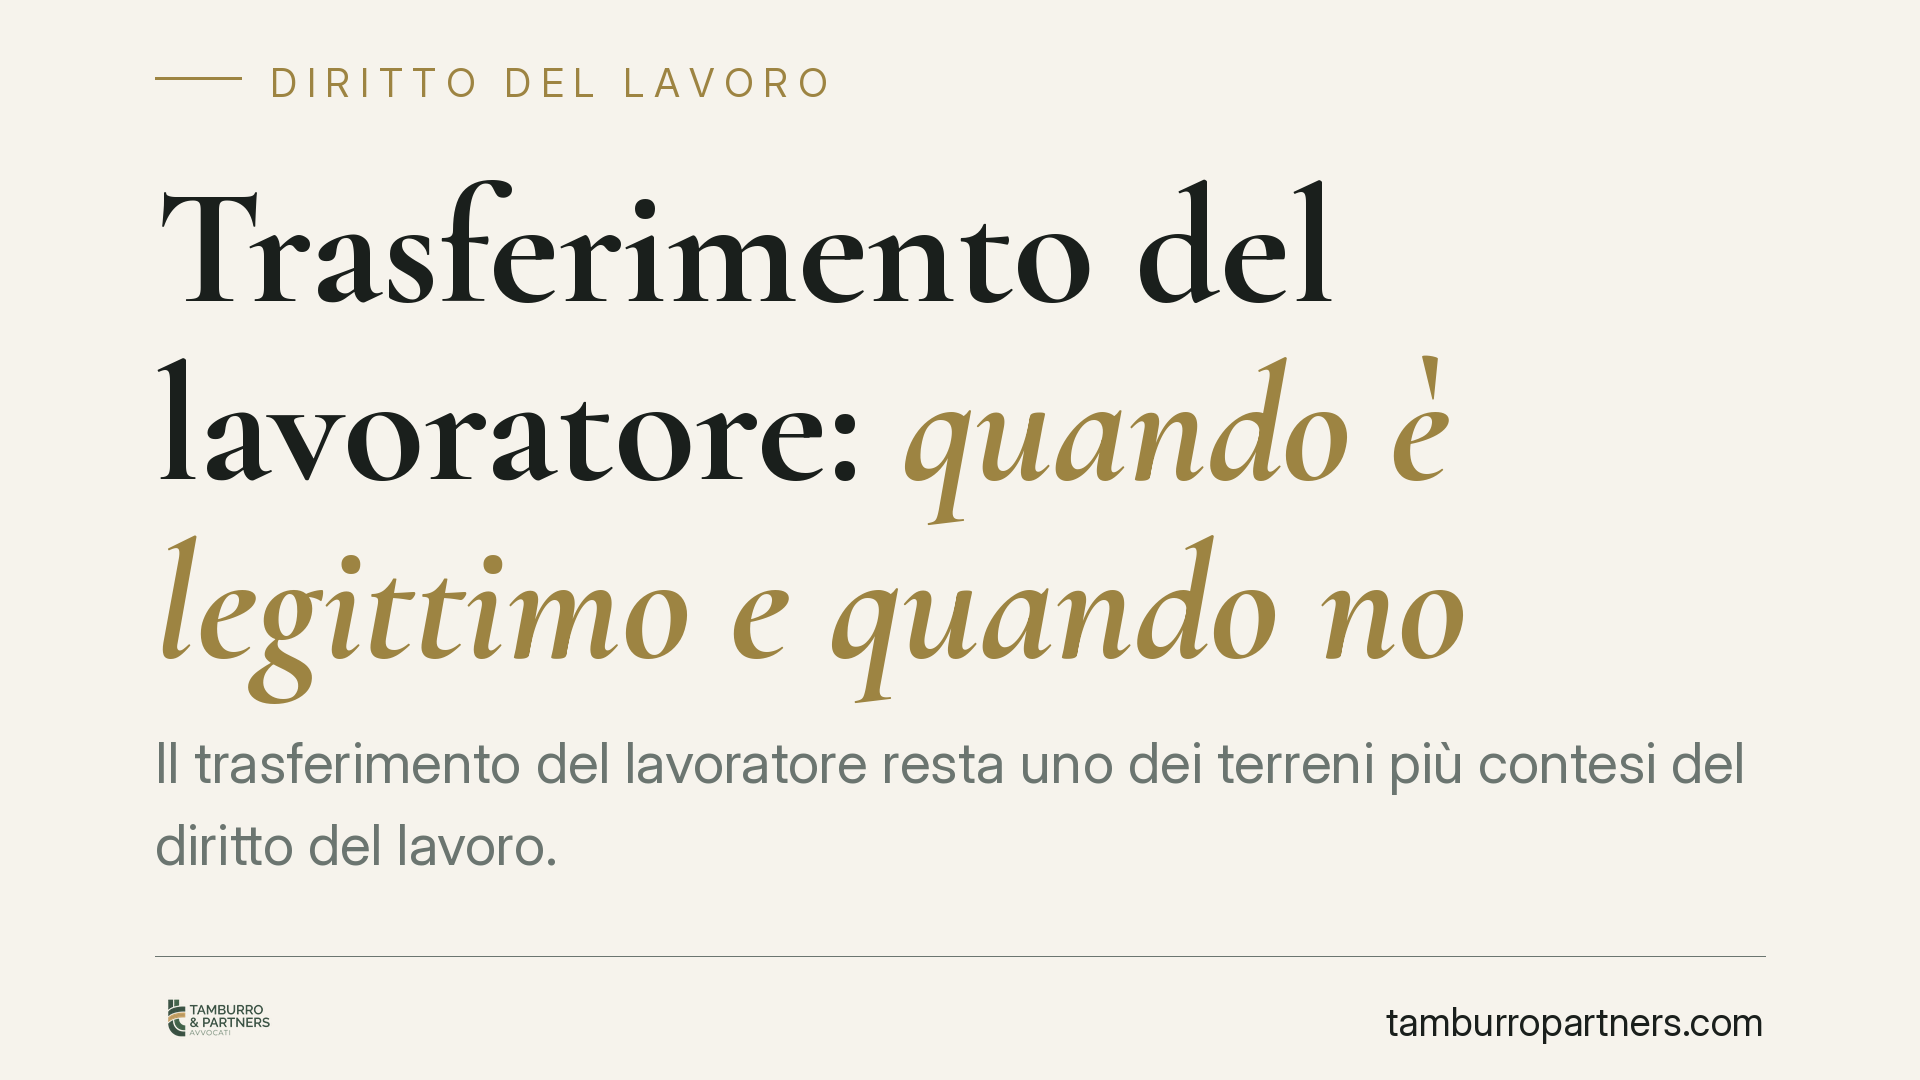 DIRITTO DEL LAVORO
Trasferimento del
lavoratore: quando è
legittimo e quando no
Il trasferimento del lavoratore resta uno dei terreni più contesi del
diritto del lavoro.
TAMBURRO
& PARTNERS
AVVOCATI
tamburropartners.com